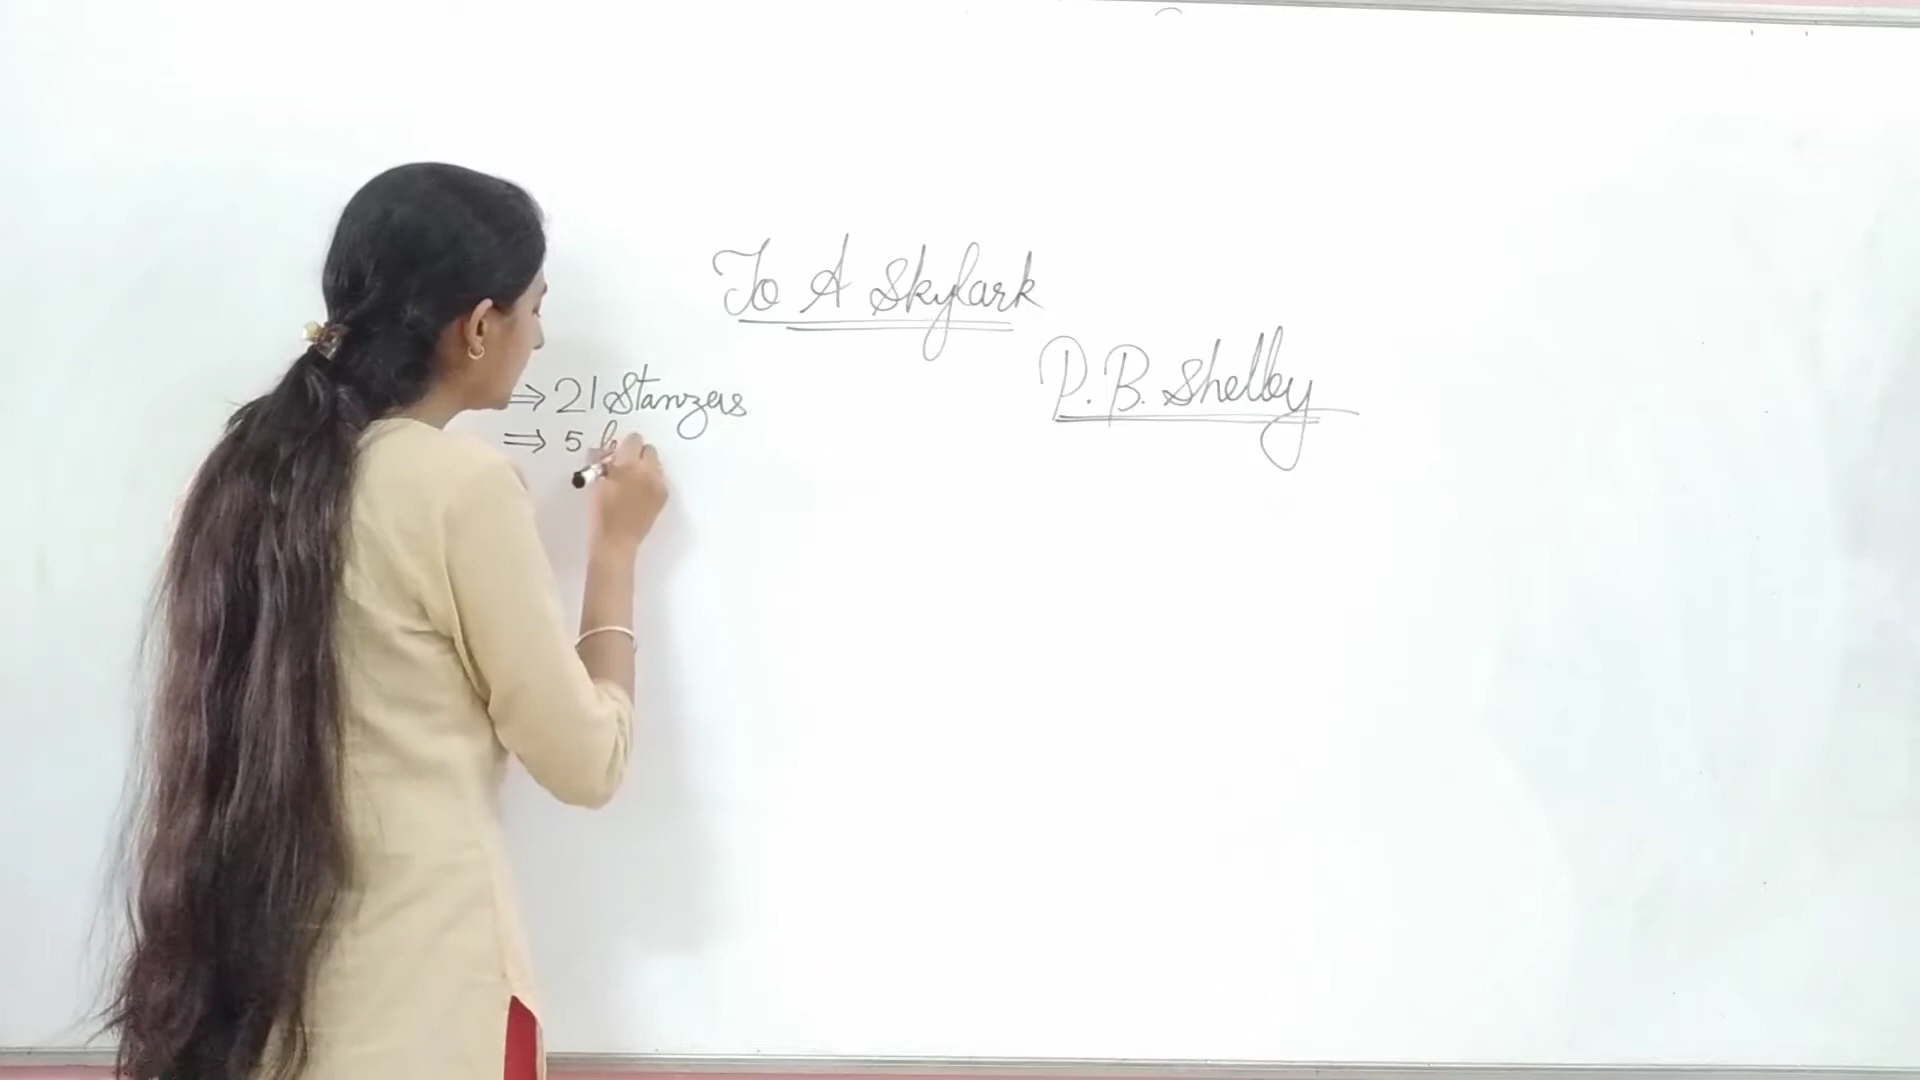 To A Skylark
P. B. Shelley
⇒ 21 Stanzas
⇒ 5